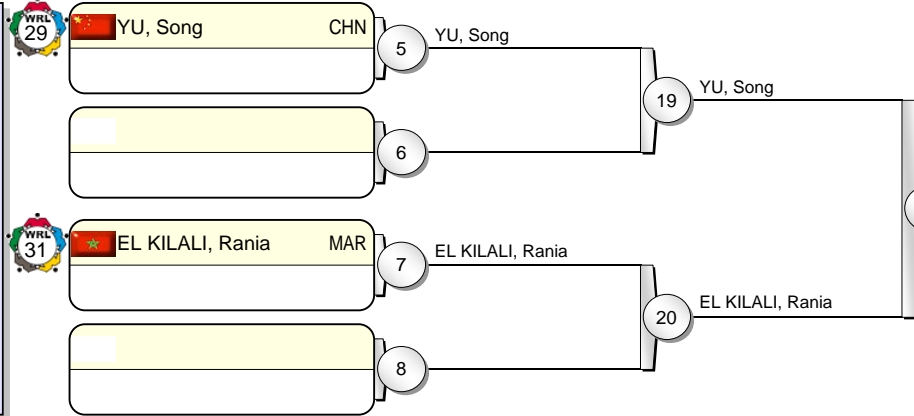 WRL
29
YU, Song CHN
5
YU, Song
19
YU, Song
6
WRL
31
EL KILALI, Rania MAR
7
EL KILALI, Rania
20
EL KILALI, Rania
8